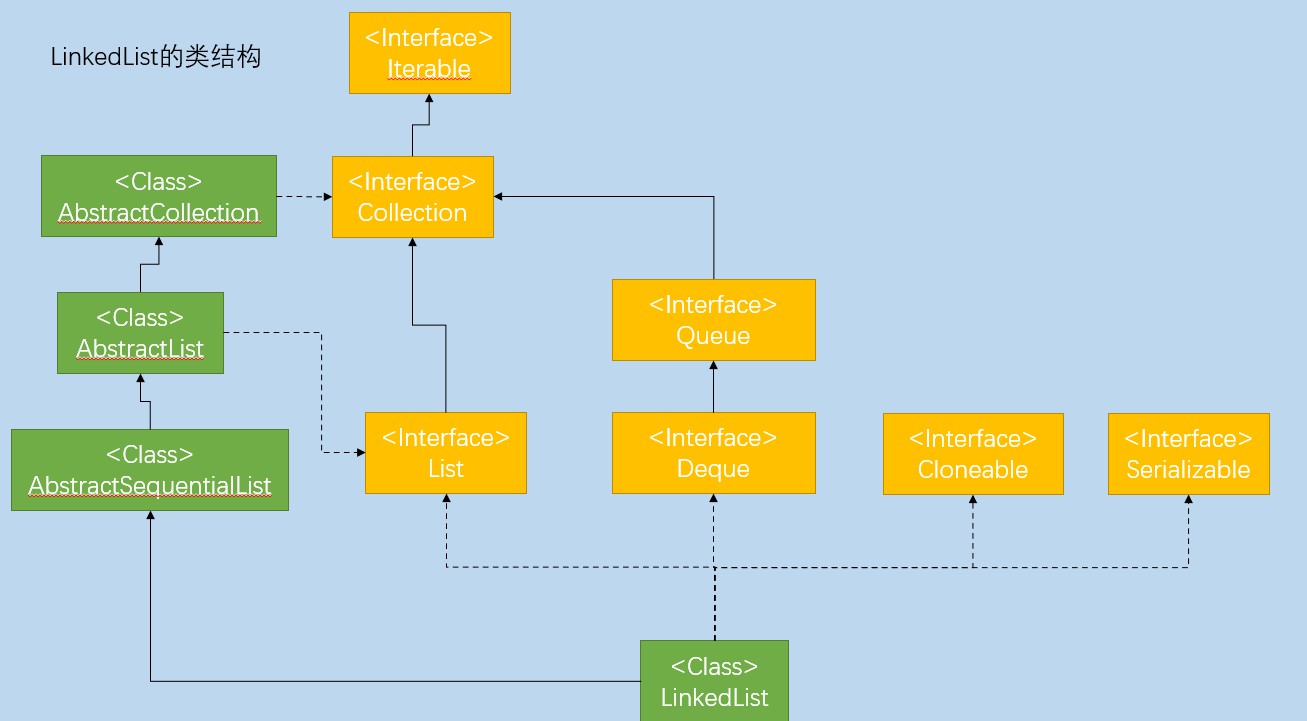 LinkedList的类结构
<Interface>
Iterable
<Class>
AbstractCollection
<Interface>
Collection
<Interface>
Queue
<Class>
AbstractList
<Interface>
List
<Interface>
Deque
<Interface>
Cloneable
<Interface>
Serializable
<Class>
AbstractSequentialList
<Class>
LinkedList